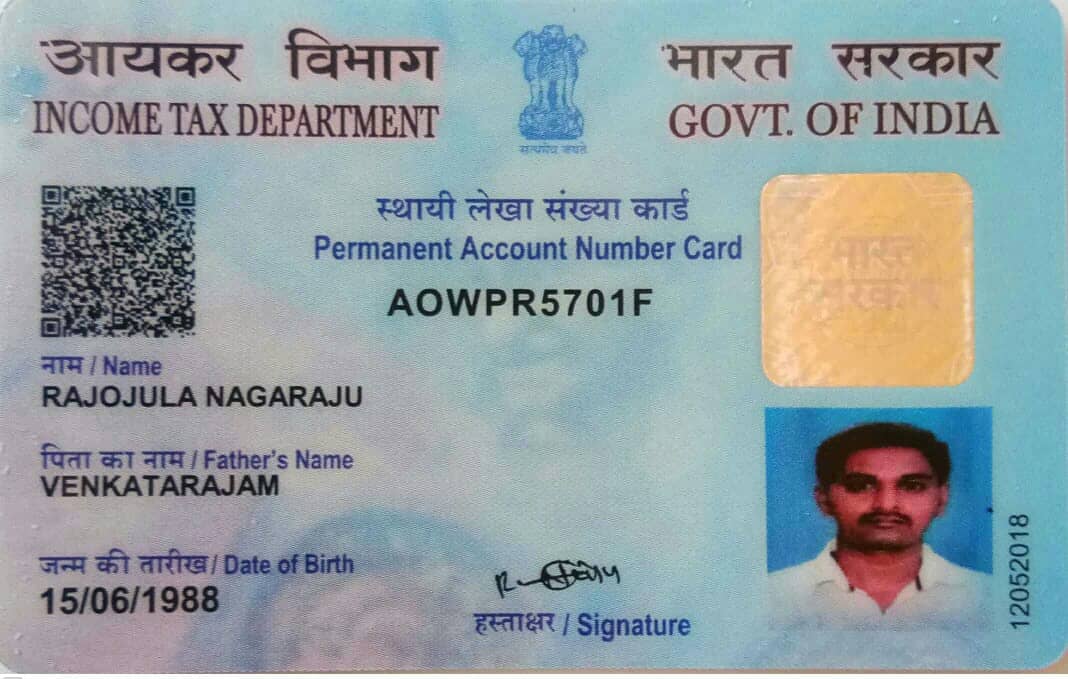 आयकर विभाग
INCOME TAX DEPARTMENT
सत्यमेव जयते
भारत सरकार
GOVT. OF INDIA
स्थायी लेखा संख्या कार्ड
Permanent Account Number Card
AOWPR5701F
भारत
सरकार
नाम / Name
RAJOJULA NAGARAJU
पिता का नाम / Father's Name
VENKATARAJAM
जन्म की तारीख / Date of Birth
15/06/1988
हस्ताक्षर / Signature
12052018